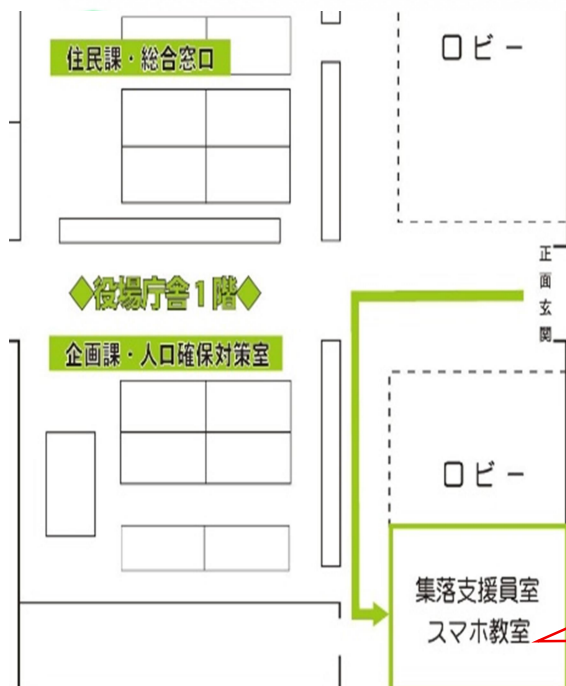 住民課・総合窓口
ロビー
◆役場庁舎1階◆
正面玄関
企画課・人口確保対策室
ロビー
集落支援員室
スマホ教室